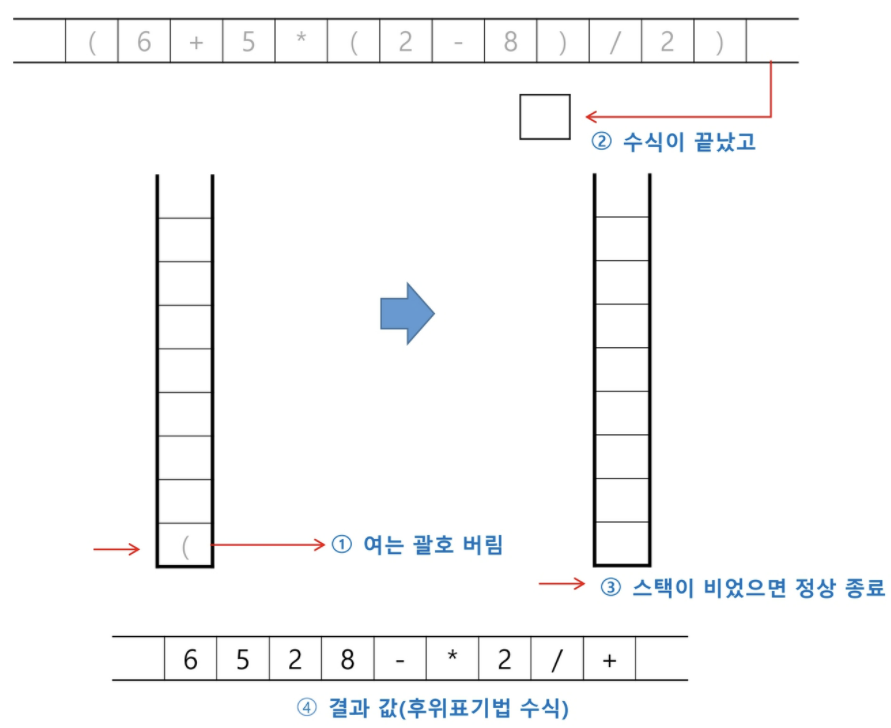 ( 6 + 5 * ( 2 - 8 ) / 2 )
② 수식이 끝났고
( ① 여는 괄호 버림
③ 스택이 비었으면 정상 종료
6 5 2 8 - * 2 / +
④ 결과 값(후위표기법 수식)